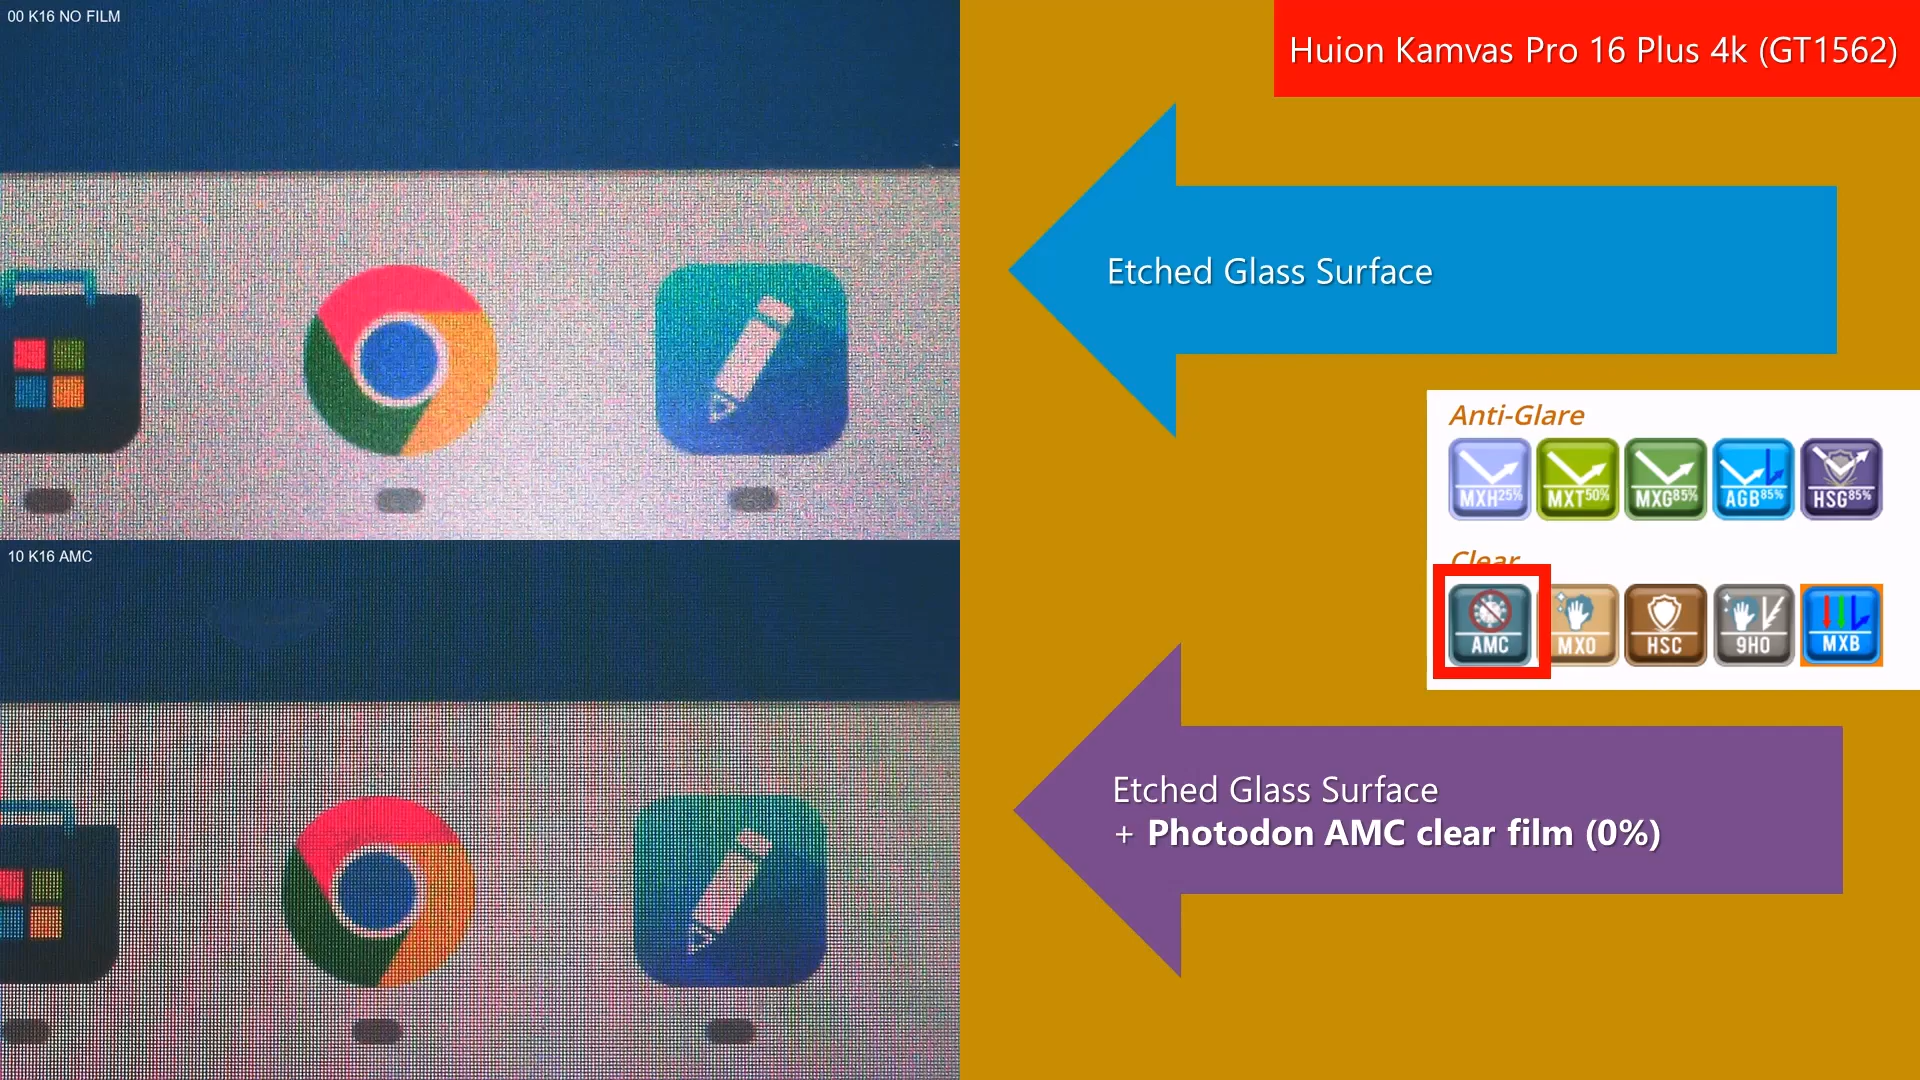 00 K16 NO FILM
Huion Kamvas Pro 16 Plus 4k (GT1562)
Etched Glass Surface
Anti-Glare
MXH25% MXT50% MXG85% AGB85% HSG85%
Clear
AMC MXO HSC 9HO MXB
10 K16 AMC
Etched Glass Surface
+ Photodon AMC clear film (0%)